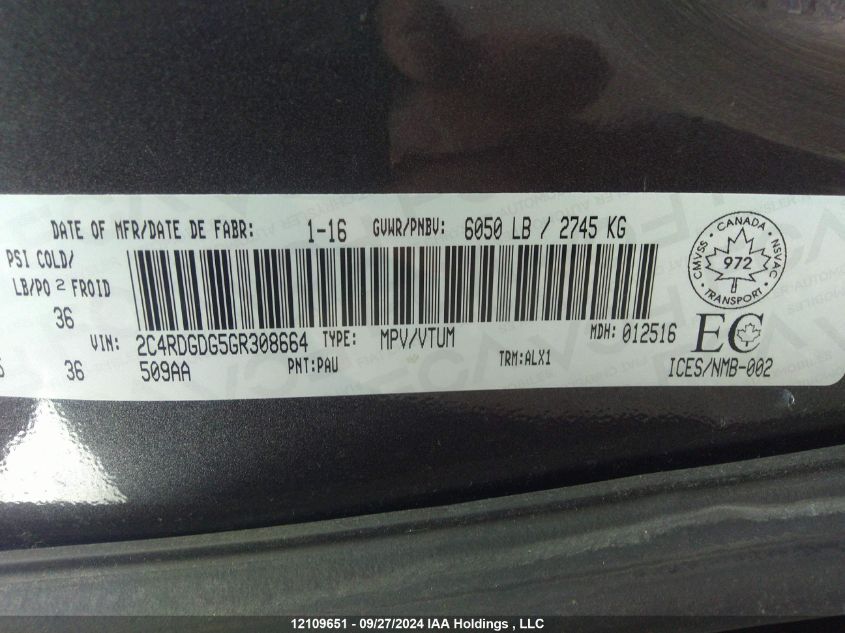 DATE OF MFR/DATE DE FABR: 1-16 GVWR/PNBV: 6050 LB / 2745 KG
PSI COLD/
LB/PO 2 FROID
36
VIN: 2C4RDGDG5GR308664 TYPE: MPV/VTUM MDH: 012516
36 509AA PNT:PAU TRM:ALX1
CANADA
CMVSS 972 NSVAC
TRANSPORT
EC
ICES/NMB-002
12109651 - 09/27/2024 IAA Holdings , LLC